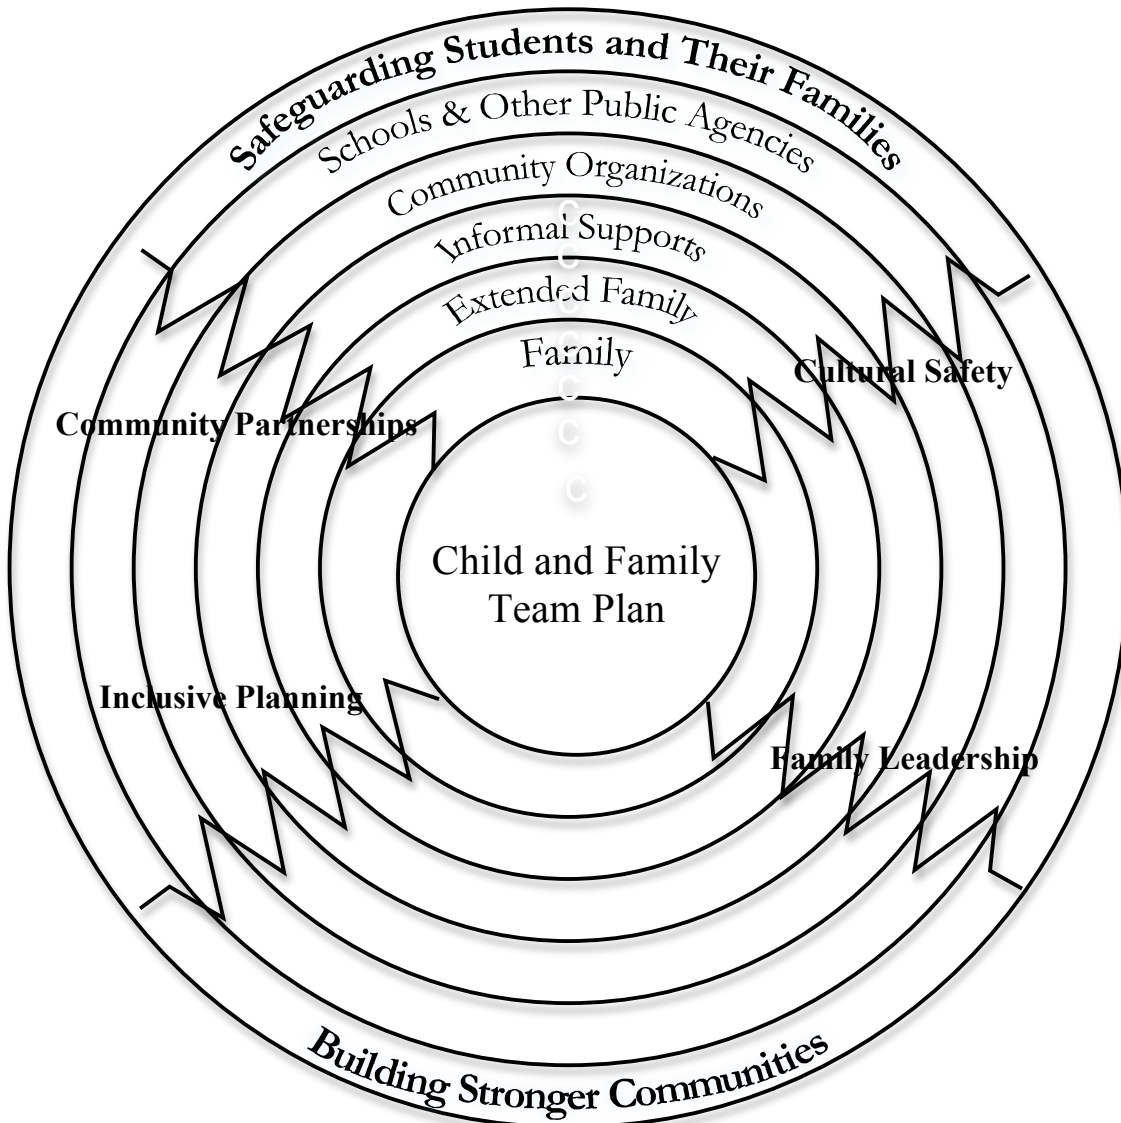 Safeguarding Students and Their Families
Schools & Other Public Agencies
Community Organizations
C
Informal Supports
C
Extended Family
C
Family
C
C
C
C
Cultural Safety
Community Partnerships
Child and Family
Team Plan
Inclusive Planning
Family Leadership
Building Stronger Communities